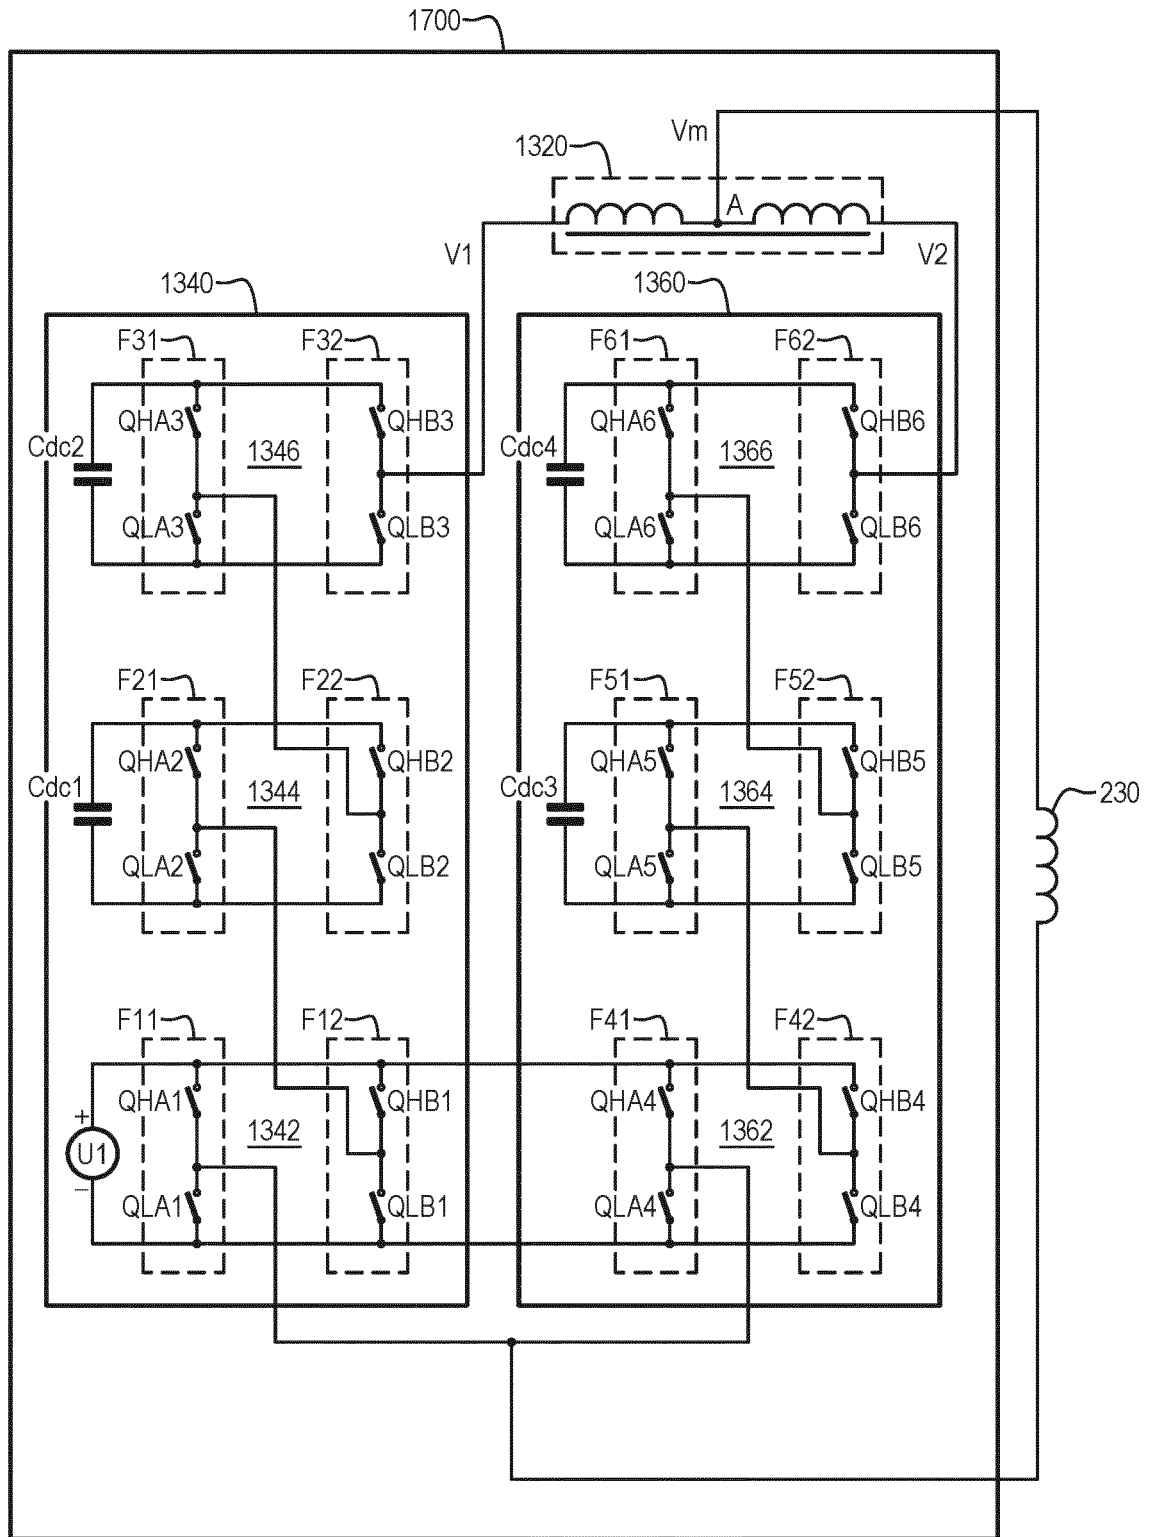 1700
Vm
1320
A
V1
V2
1340
1360
F31
F32
F61
F62
QHA3
QHB3
QHA6
QHB6
Cdc2
1346
Cdc4
1366
QLA3
QLB3
QLA6
QLB6
F21
F22
F51
F52
QHA2
QHB2
QHA5
QHB5
Cdc1
1344
Cdc3
1364
230
QLA2
QLB2
QLA5
QLB5
F11
F12
F41
F42
QHA1
QHB1
QHA4
QHB4
+
U1
−
1342
1362
QLA1
QLB1
QLA4
QLB4